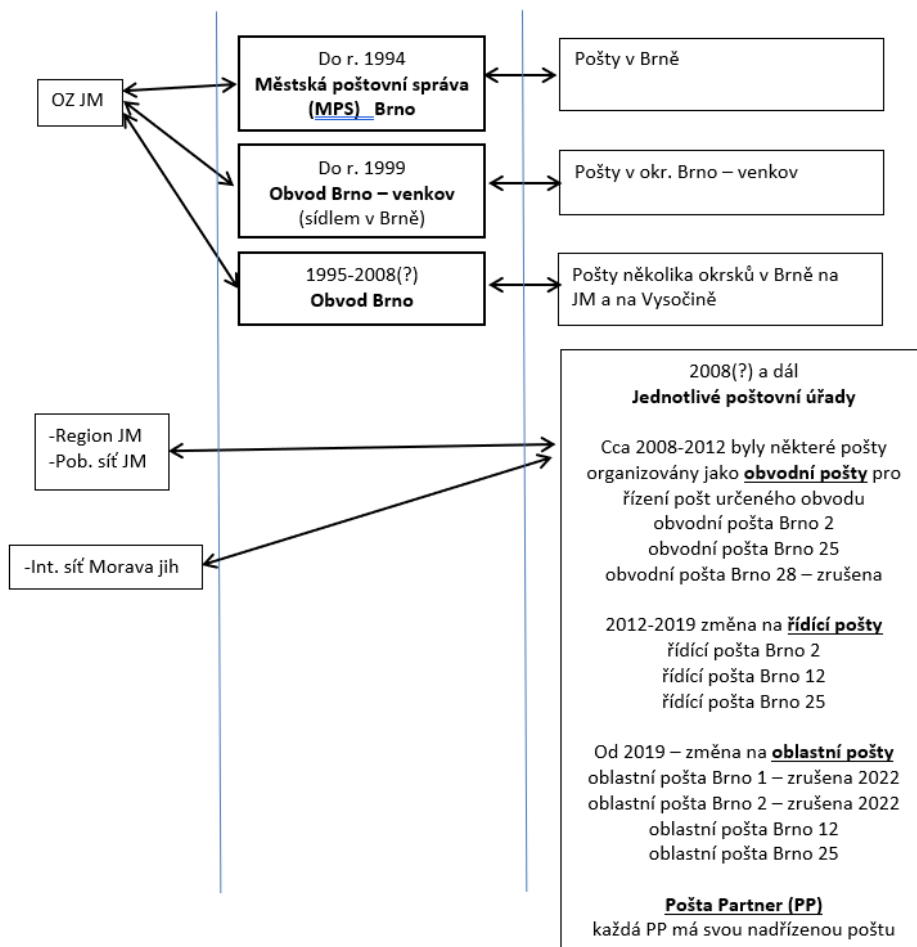 OZ JM
Do r. 1994
Městská poštovní správa
(MPS) Brno
Pošty v Brně
Do r. 1999
Obvod Brno – venkov
(sídlem v Brně)
Pošty v okr. Brno – venkov
1995-2008(?)
Obvod Brno
Pošty několika okrsků v Brně na
JM a na Vysočině
-Region JM
-Pob. síť JM
-Int. síť Morava jih
2008(?) a dál
Jednotlivé poštovní úřady
Cca 2008-2012 byly některé pošty
organizovány jako obvodní pošty pro
řízení pošt určeného obvodu
obvodní pošta Brno 2
obvodní pošta Brno 25
obvodní pošta Brno 28 – zrušena
2012-2019 změna na řídící pošty
řídící pošta Brno 2
řídící pošta Brno 12
řídící pošta Brno 25
Od 2019 – změna na oblastní pošty
oblastní pošta Brno 1 – zrušena 2022
oblastní pošta Brno 2 – zrušena 2022
oblastní pošta Brno 12
oblastní pošta Brno 25
Pošta Partner (PP)
každá PP má svou nadřízenou poštu